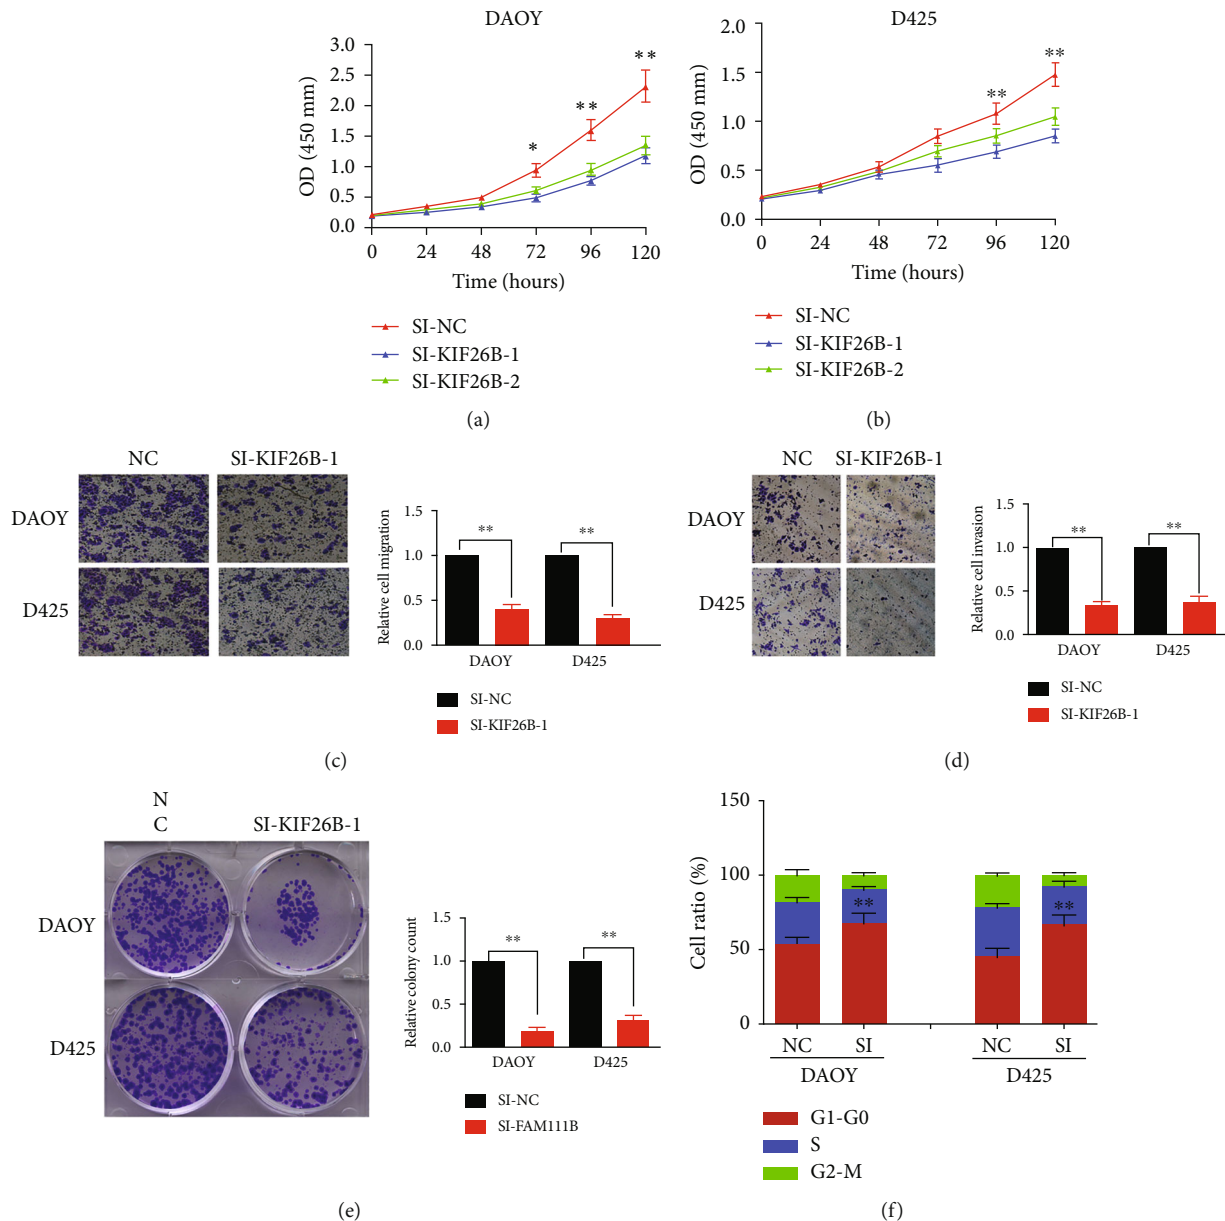 DAOY
3.0
2.5
2.0
1.5
1.0
0.5
0.0
OD (450 mm)
*
**
**
0 24 48 72 96 120
Time (hours)
SI-NC
SI-KIF26B-1
SI-KIF26B-2
(a)
D425
2.0
1.5
1.0
0.5
0.0
OD (450 mm)
**
**
0 24 48 72 96 120
Time (hours)
SI-NC
SI-KIF26B-1
SI-KIF26B-2
(b)
NC SI-KIF26B-1
DAOY
D425
1.5
1.0
0.5
0.0
Relative cell migration
** **
DAOY D425
SI-NC
SI-KIF26B-1
(c)
NC SI-KIF26B-1
DAOY
D425
1.5
1.0
0.5
0.0
Relative cell invasion
** **
DAOY D425
SI-NC
SI-KIF26B-1
(d)
N
C SI-KIF26B-1
DAOY
D425
1.5
1.0
0.5
0.0
Relative colony count
** **
DAOY D425
SI-NC
SI-FAM111B
(e)
150
100
50
0
Cell ratio (%)
** **
NC SI NC SI
DAOY D425
G1-G0
S
G2-M
(f)